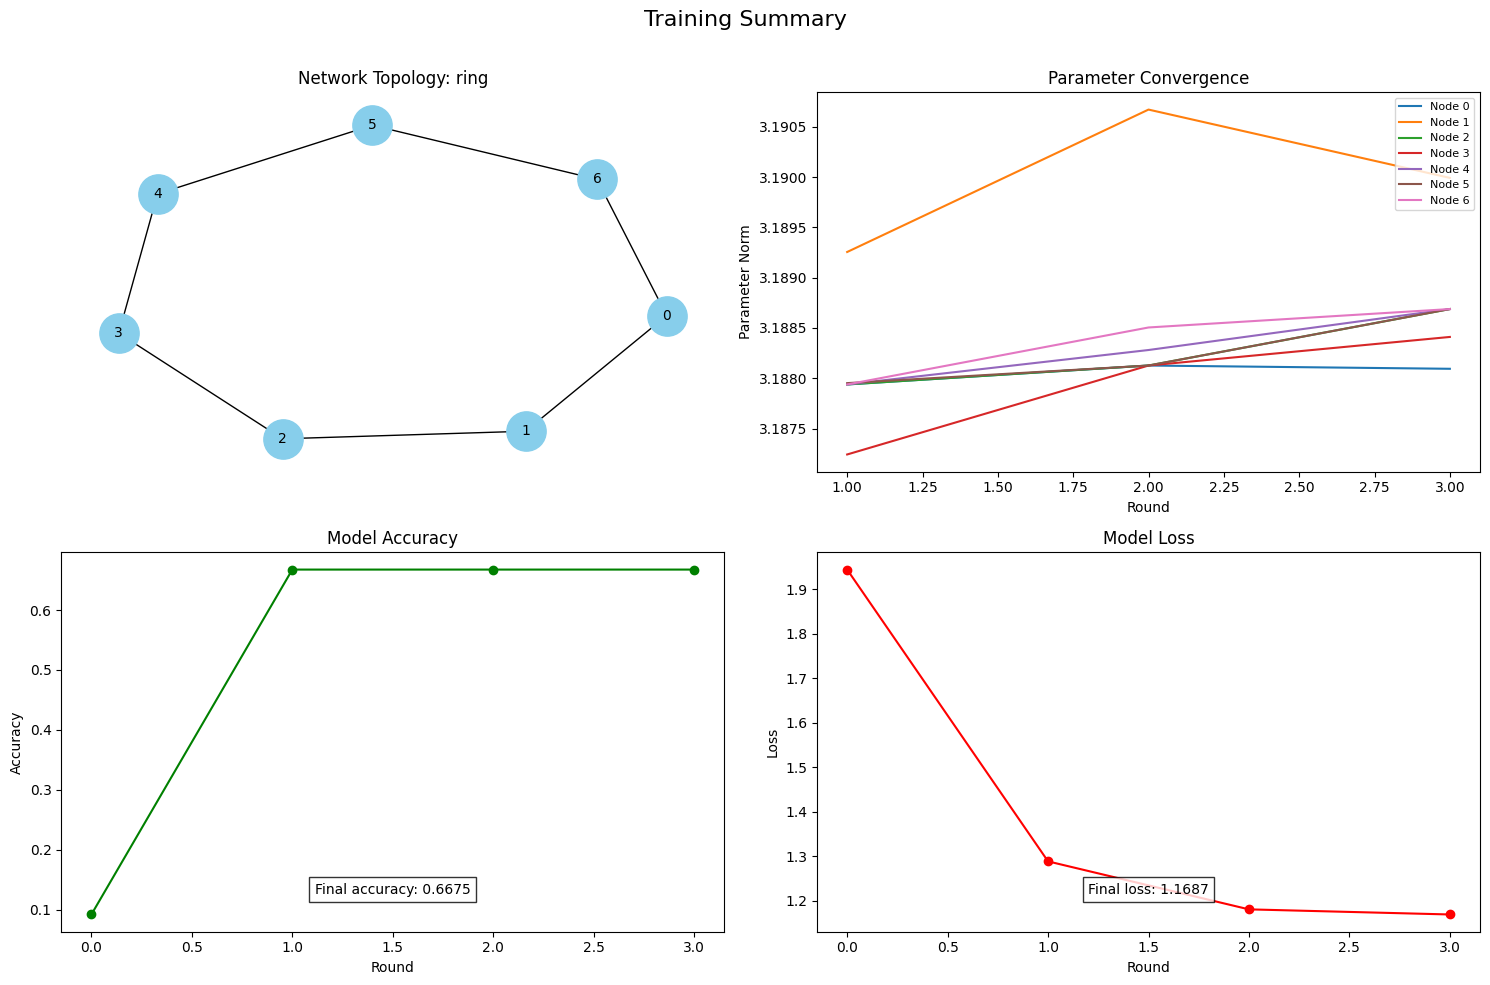 Training Summary
Network Topology: ring
5
6
4
0
3
1
2
Parameter Convergence
Parameter Norm
3.1905
3.1900
3.1895
3.1890
3.1885
3.1880
3.1875
Node 0
Node 1
Node 2
Node 3
Node 4
Node 5
Node 6
1.00 1.25 1.50 1.75 2.00 2.25 2.50 2.75 3.00
Round
Model Accuracy
Accuracy
0.6
0.5
0.4
0.3
0.2
0.1
Final accuracy: 0.6675
0.0 0.5 1.0 1.5 2.0 2.5 3.0
Round
Model Loss
Loss
1.9
1.8
1.7
1.6
1.5
1.4
1.3
1.2
Final loss: 1.1687
0.0 0.5 1.0 1.5 2.0 2.5 3.0
Round